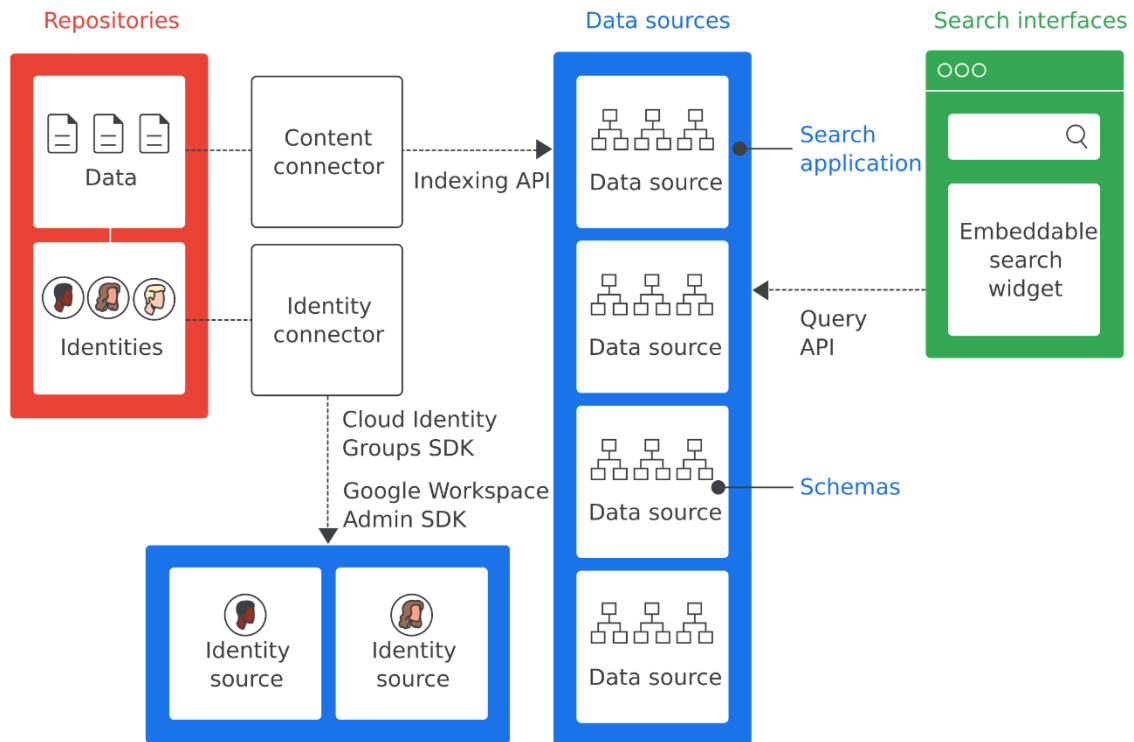 Repositories
Data sources
Search interfaces
Data
Content
connector
Indexing API
Data source
Search
application
Embeddable
search
widget
Identities
Identity
connector
Data source
Query
API
Cloud Identity
Groups SDK
Google Workspace
Admin SDK
Data source
Schemas
Identity
source
Identity
source
Data source